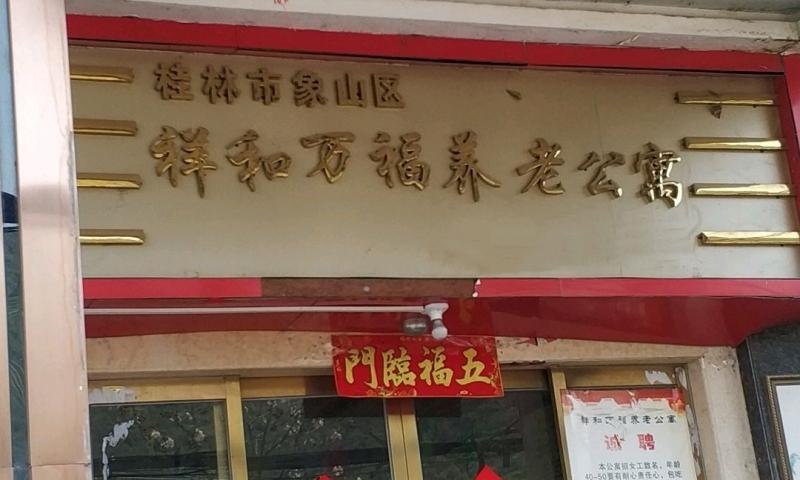 桂林市象山区
祥和万福养老公寓
五福臨門
祥和万福养老公寓
诚聘
本公寓招女工数名，年龄
40-50要有耐心责任心、包吃